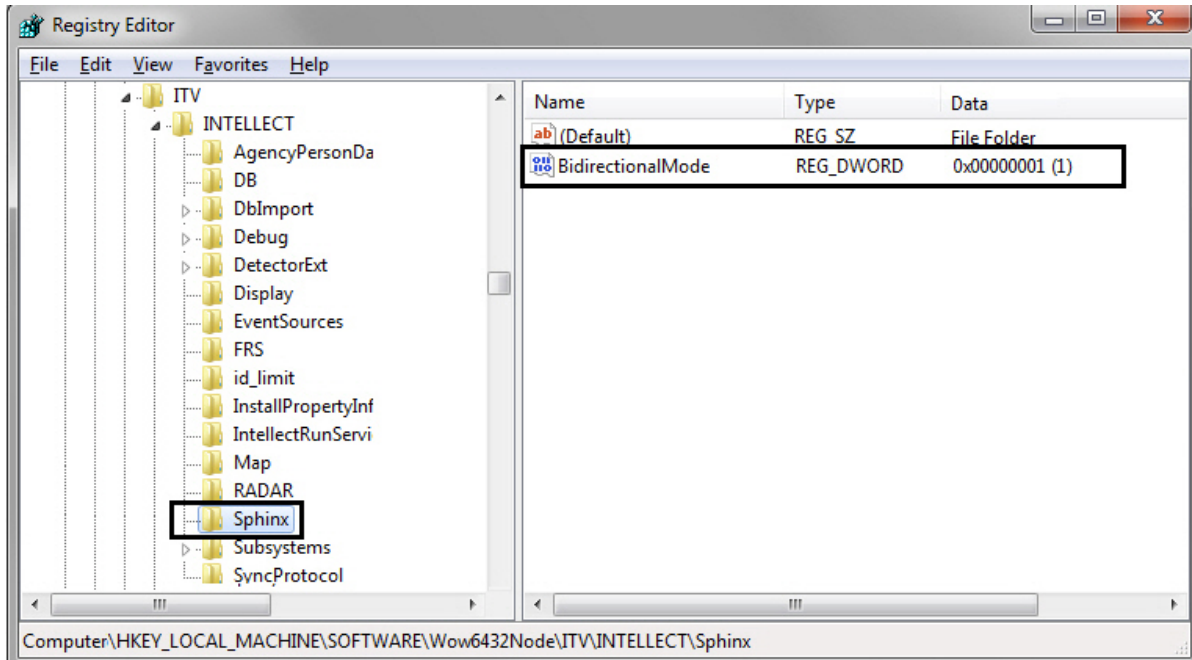 Registry Editor
File Edit View Favorites Help
ITV
INTELLECT
AgencyPersonDa
DB
DbImport
Debug
DetectorExt
Display
EventSources
FRS
id_limit
InstallPropertyInf
IntellectRunServi
Map
RADAR
Sphinx
Subsystems
SyncProtocol
Name Type Data
(Default) REG_SZ File Folder
BidirectionalMode REG_DWORD 0x00000001 (1)
Computer\HKEY_LOCAL_MACHINE\SOFTWARE\Wow6432Node\ITV\INTELLECT\Sphinx